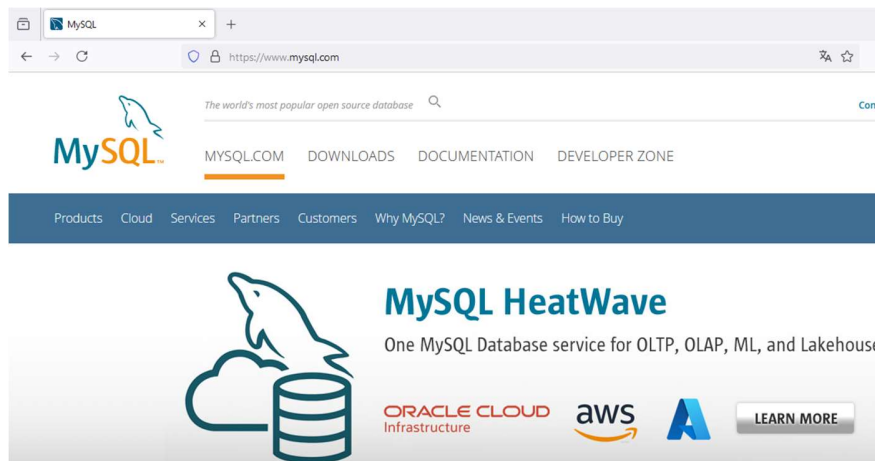 MySQL
https://www.mysql.com
The world's most popular open source database
MySQL™
MYSQL.COM DOWNLOADS DOCUMENTATION DEVELOPER ZONE
Products Cloud Services Partners Customers Why MySQL? News & Events How to Buy
MySQL HeatWave
One MySQL Database service for OLTP, OLAP, ML, and Lakehouse
ORACLE CLOUD
Infrastructure
aws
LEARN MORE